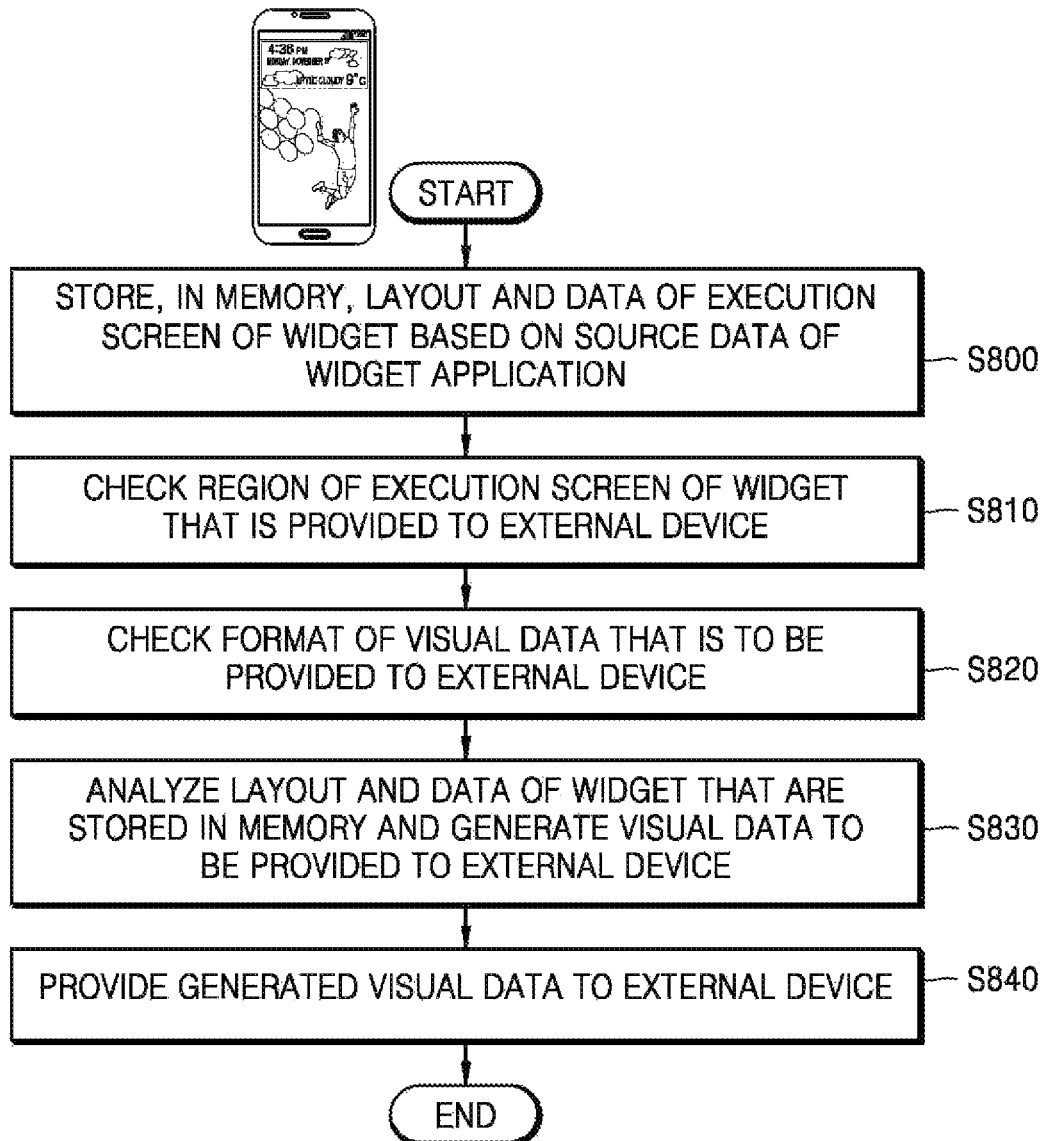 4:36 PM
MONDAY, NOVEMBER
CLOUDY 9°C
START
STORE, IN MEMORY, LAYOUT AND DATA OF EXECUTION
SCREEN OF WIDGET BASED ON SOURCE DATA OF
WIDGET APPLICATION
S800
CHECK REGION OF EXECUTION SCREEN OF WIDGET
THAT IS PROVIDED TO EXTERNAL DEVICE
S810
CHECK FORMAT OF VISUAL DATA THAT IS TO BE
PROVIDED TO EXTERNAL DEVICE
S820
ANALYZE LAYOUT AND DATA OF WIDGET THAT ARE
STORED IN MEMORY AND GENERATE VISUAL DATA TO
BE PROVIDED TO EXTERNAL DEVICE
S830
PROVIDE GENERATED VISUAL DATA TO EXTERNAL DEVICE
S840
END